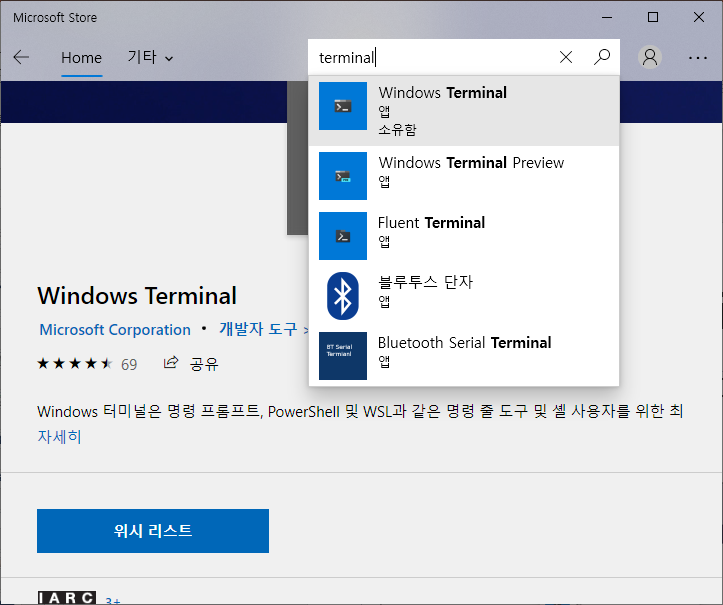 Microsoft Store
Home 기타
terminal
Windows Terminal
앱
소유함
Windows Terminal Preview
앱
Fluent Terminal
앱
블루투스 단자
앱
BT Serial
Termianl
Bluetooth Serial Terminal
앱
Windows Terminal
Microsoft Corporation • 개발자 도구 >
69 공유
Windows 터미널은 명령 프롬프트, PowerShell 및 WSL과 같은 명령 줄 도구 및 셸 사용자를 위한 최
자세히
위시 리스트
IARC 3+